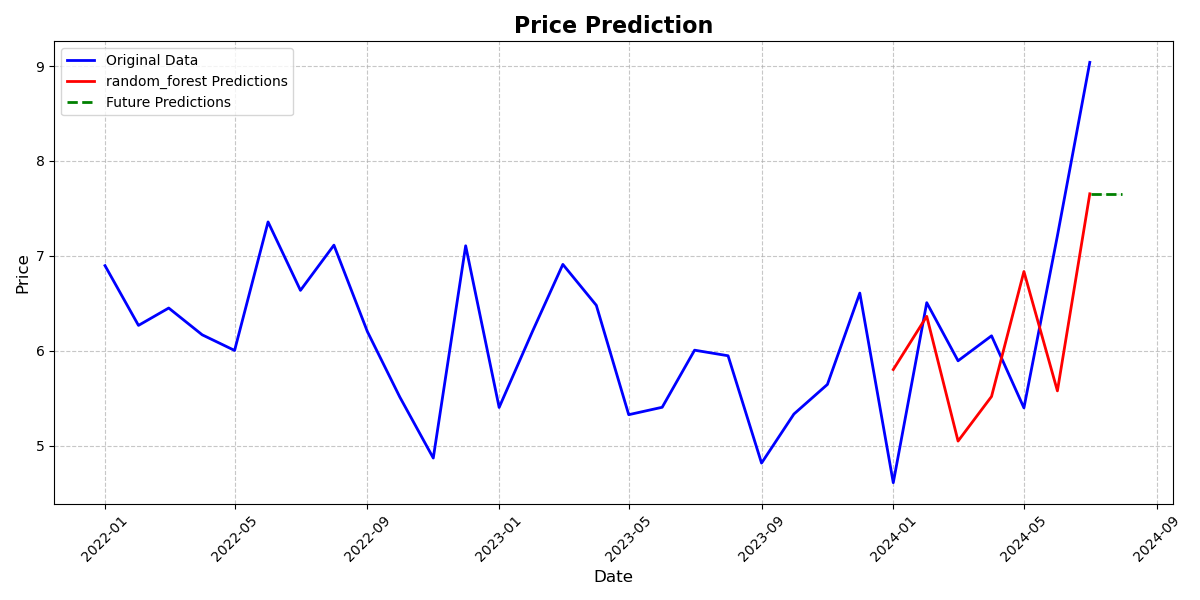 Price Prediction
Original Data
random_forest Predictions
Future Predictions
Price
9
8
7
6
5
2022-01
2022-05
2022-09
2023-01
2023-05
2023-09
2024-01
2024-05
2024-09
Date